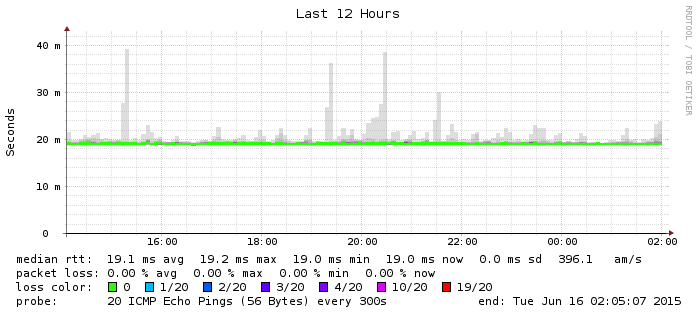 Last 12 Hours
RRDTOOL / TOBI OETIKER
Seconds
40 m
30 m
20 m
10 m
0
16:00 18:00 20:00 22:00 00:00 02:00
median rtt: 19.1 ms avg 19.2 ms max 19.0 ms min 19.0 ms now 0.0 ms sd 396.1 am/s
packet loss: 0.00 % avg 0.00 % max 0.00 % min 0.00 % now
loss color: 0 1/20 2/20 3/20 4/20 10/20 19/20
probe: 20 ICMP Echo Pings (56 Bytes) every 300s end: Tue Jun 16 02:05:07 2015